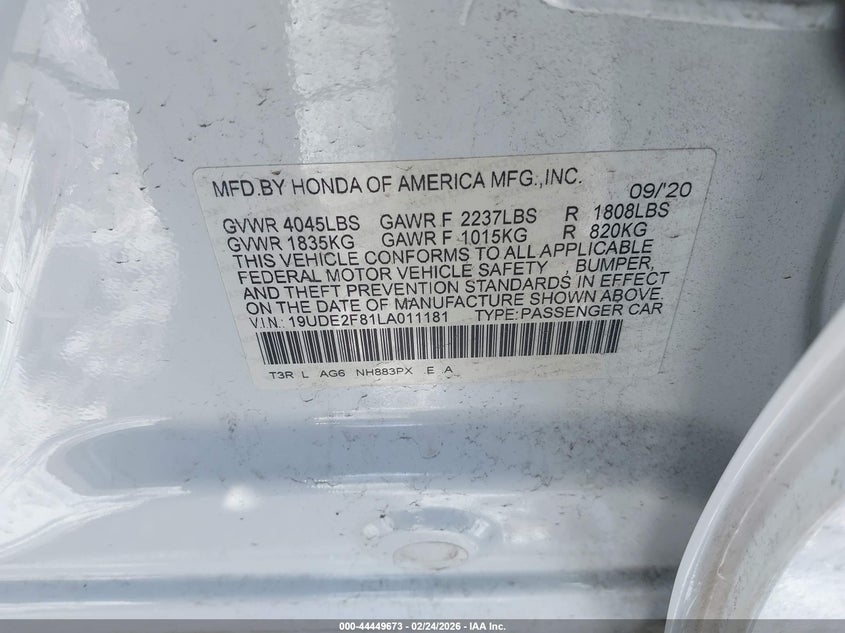 MFD.BY HONDA OF AMERICA MFG.,INC. 09/'20
GVWR 4045LBS GAWR F 2237LBS R 1808LBS
GVWR 1835KG GAWR F 1015KG R 820KG
THIS VEHICLE CONFORMS TO ALL APPLICABLE
FEDERAL MOTOR VEHICLE SAFETY , BUMPER,
AND THEFT PREVENTION STANDARDS IN EFFECT
ON THE DATE OF MANUFACTURE SHOWN ABOVE
V.I.N.: 19UDE2F81LA011181 TYPE:PASSENGER CAR
T3R L AG6 NH883PX E A
000-44449673 - 02/24/2026 - IAA Inc.